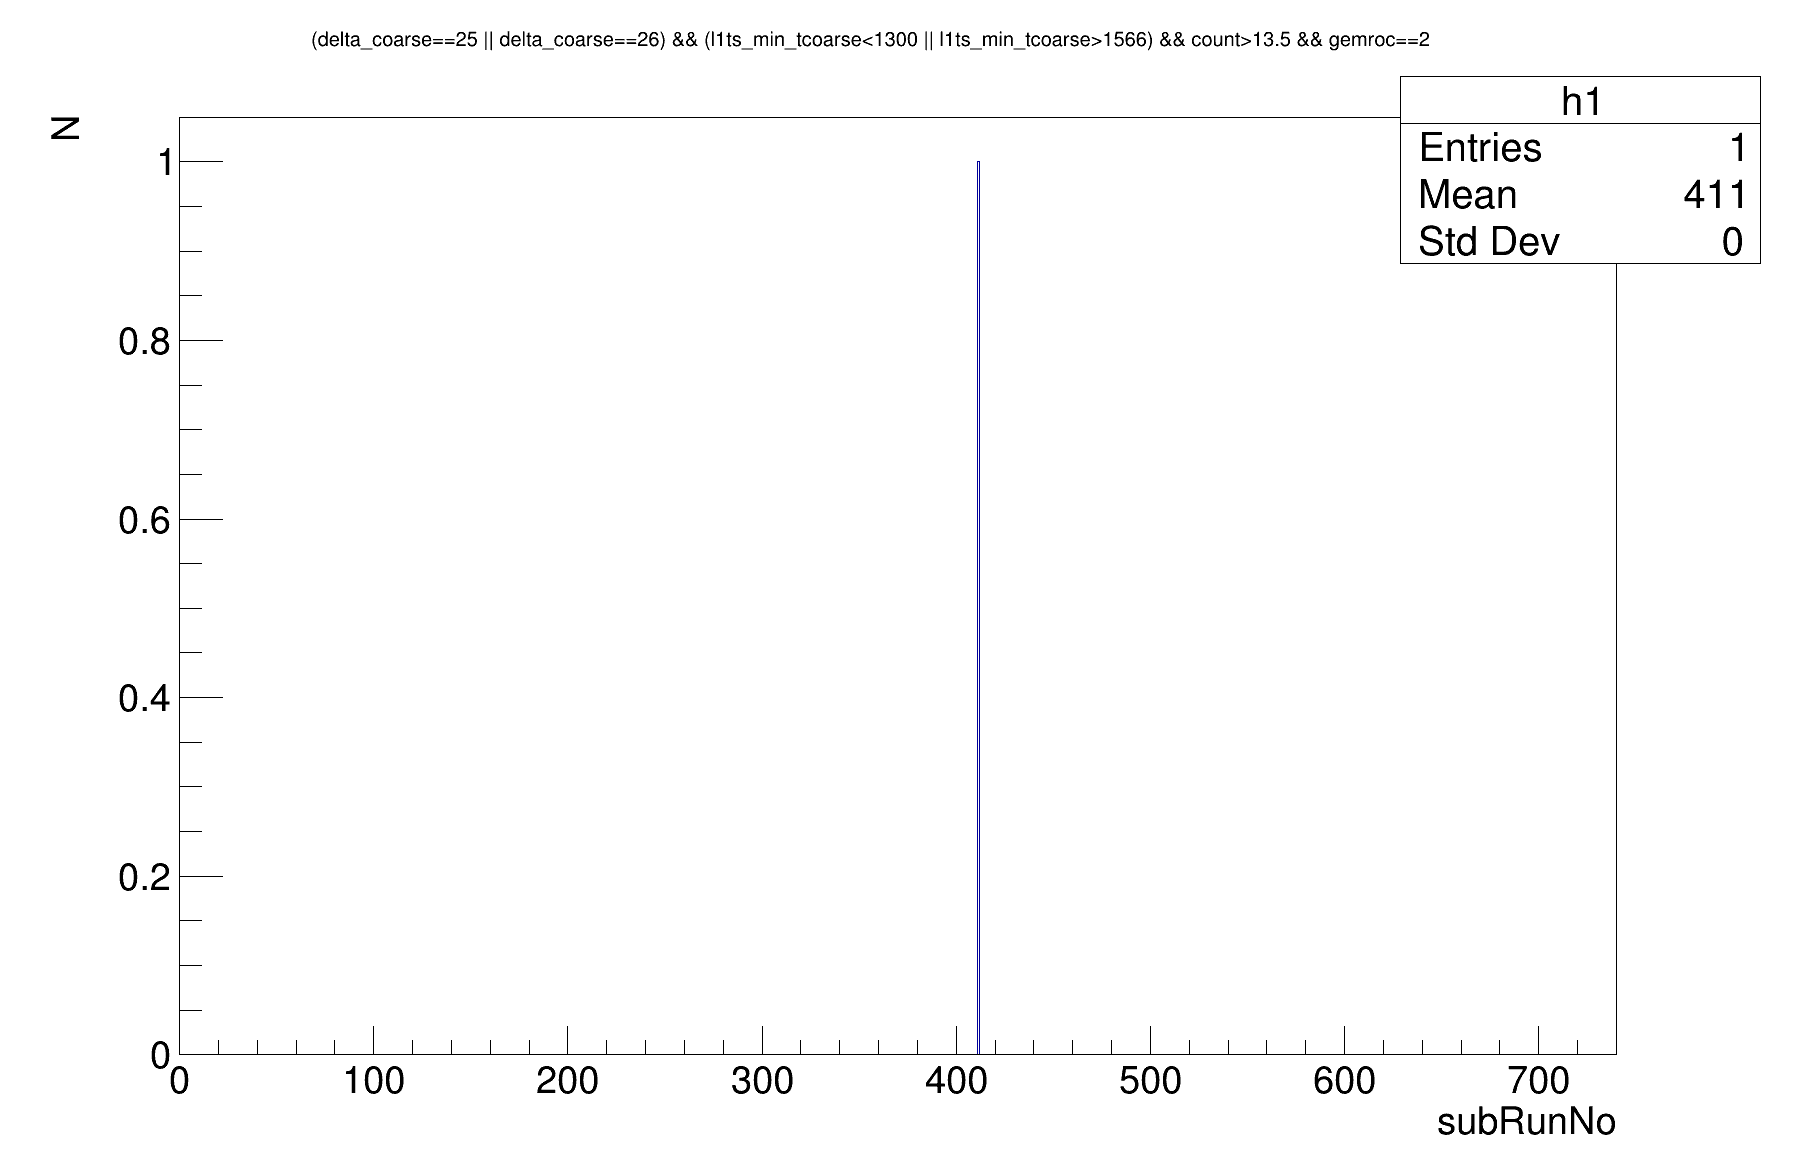 (delta_coarse==25 || delta_coarse==26) && (l1ts_min_tcoarse<1300 || l1ts_min_tcoarse>1566) && count>13.5 && gemroc==2
h1
Entries 1
Mean 411
Std Dev 0
N
1
0.8
0.6
0.4
0.2
0
0 100 200 300 400 500 600 700
subRunNo